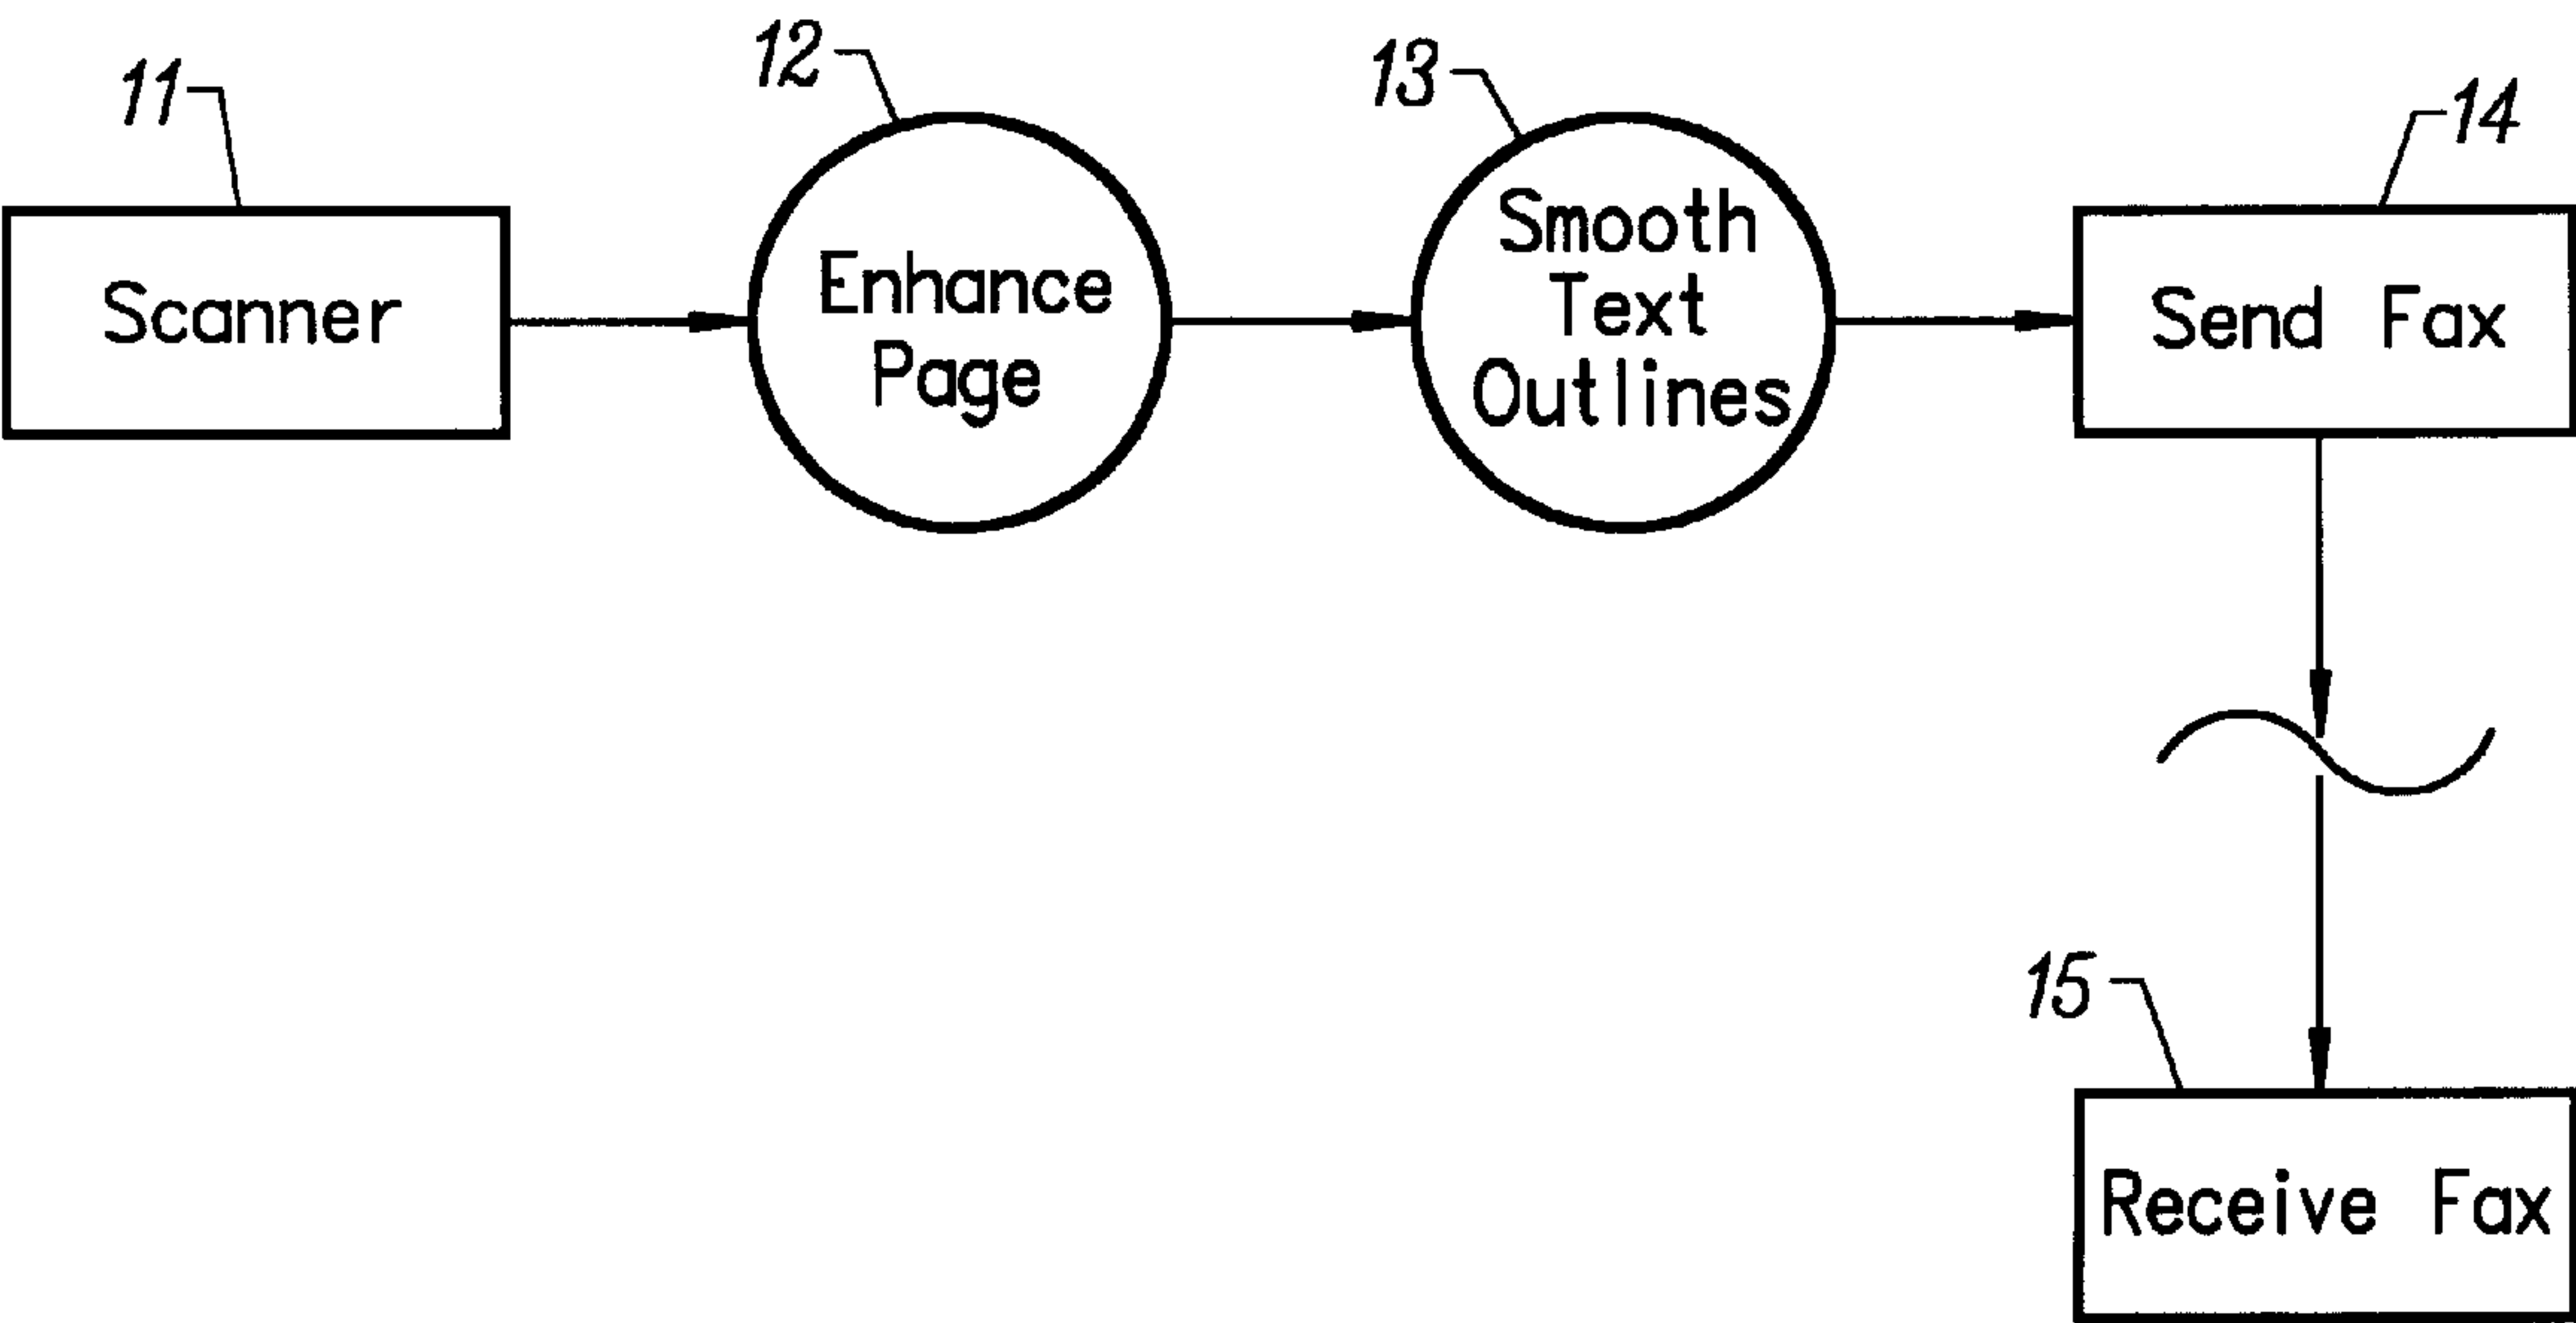 11
Scanner
12
Enhance
Page
13
Smooth
Text
Outlines
14
Send Fax
15
Receive Fax